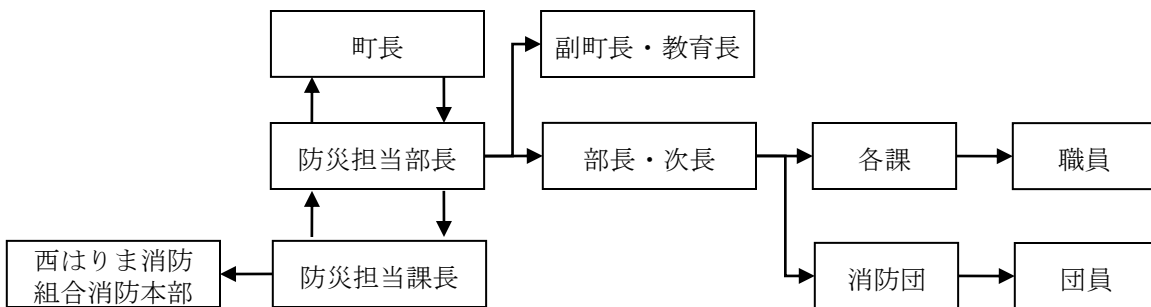 町長
副町長・教育長
防災担当部長
部長・次長
各課
職員
西はりま消防
組合消防本部
防災担当課長
消防団
団員